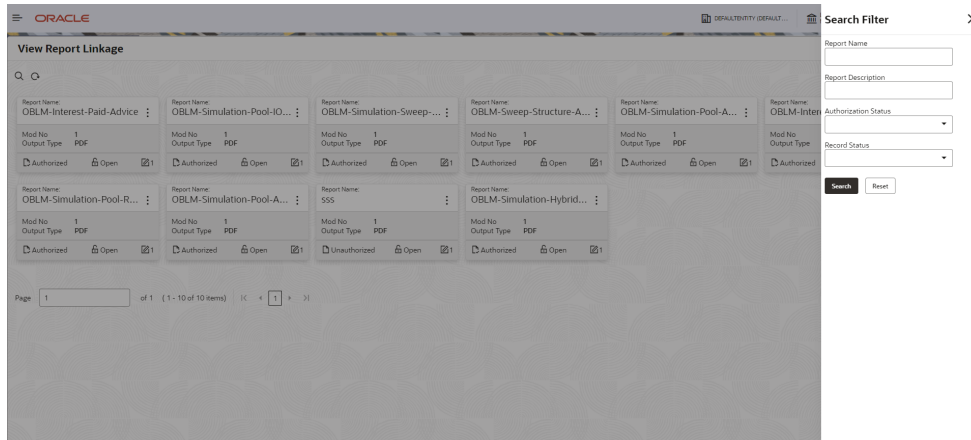 ORACLE
DEFAULTENTITY (DEFAULT....
View Report Linkage
Report Name: Report Name: Report Name: Report Name: Report Name: Report Name:
OBLM-Interest-Paid-Advice OBLM-Simulation-Pool-IO... OBLM-Simulation-Sweep-... OBLM-Sweep-Structure-A... OBLM-Simulation-Pool-A... OBLM-Inter
Mod No 1 Mod No 1 Mod No 1 Mod No 1 Mod No 1 Mod No
Output Type PDF Output Type PDF Output Type PDF Output Type PDF Output Type PDF Output Type
Authorized Open 1 Authorized Open 1 Authorized Open 1 Authorized Open 1 Authorized Open 1 Authorized
Report Name: Report Name: Report Name: Report Name:
OBLM-Simulation-Pool-R... OBLM-Simulation-Pool-A... sss OBLM-Simulation-Hybrid...
Mod No 1 Mod No 1 Mod No 1 Mod No 1
Output Type PDF Output Type PDF Output Type PDF Output Type PDF
Authorized Open 1 Authorized Open 1 Unauthorized Open 1 Authorized Open 1
Page 1 of 1 (1 - 10 of 10 items) 1
Search Filter
Report Name
Report Description
Authorization Status
Record Status
Search Reset